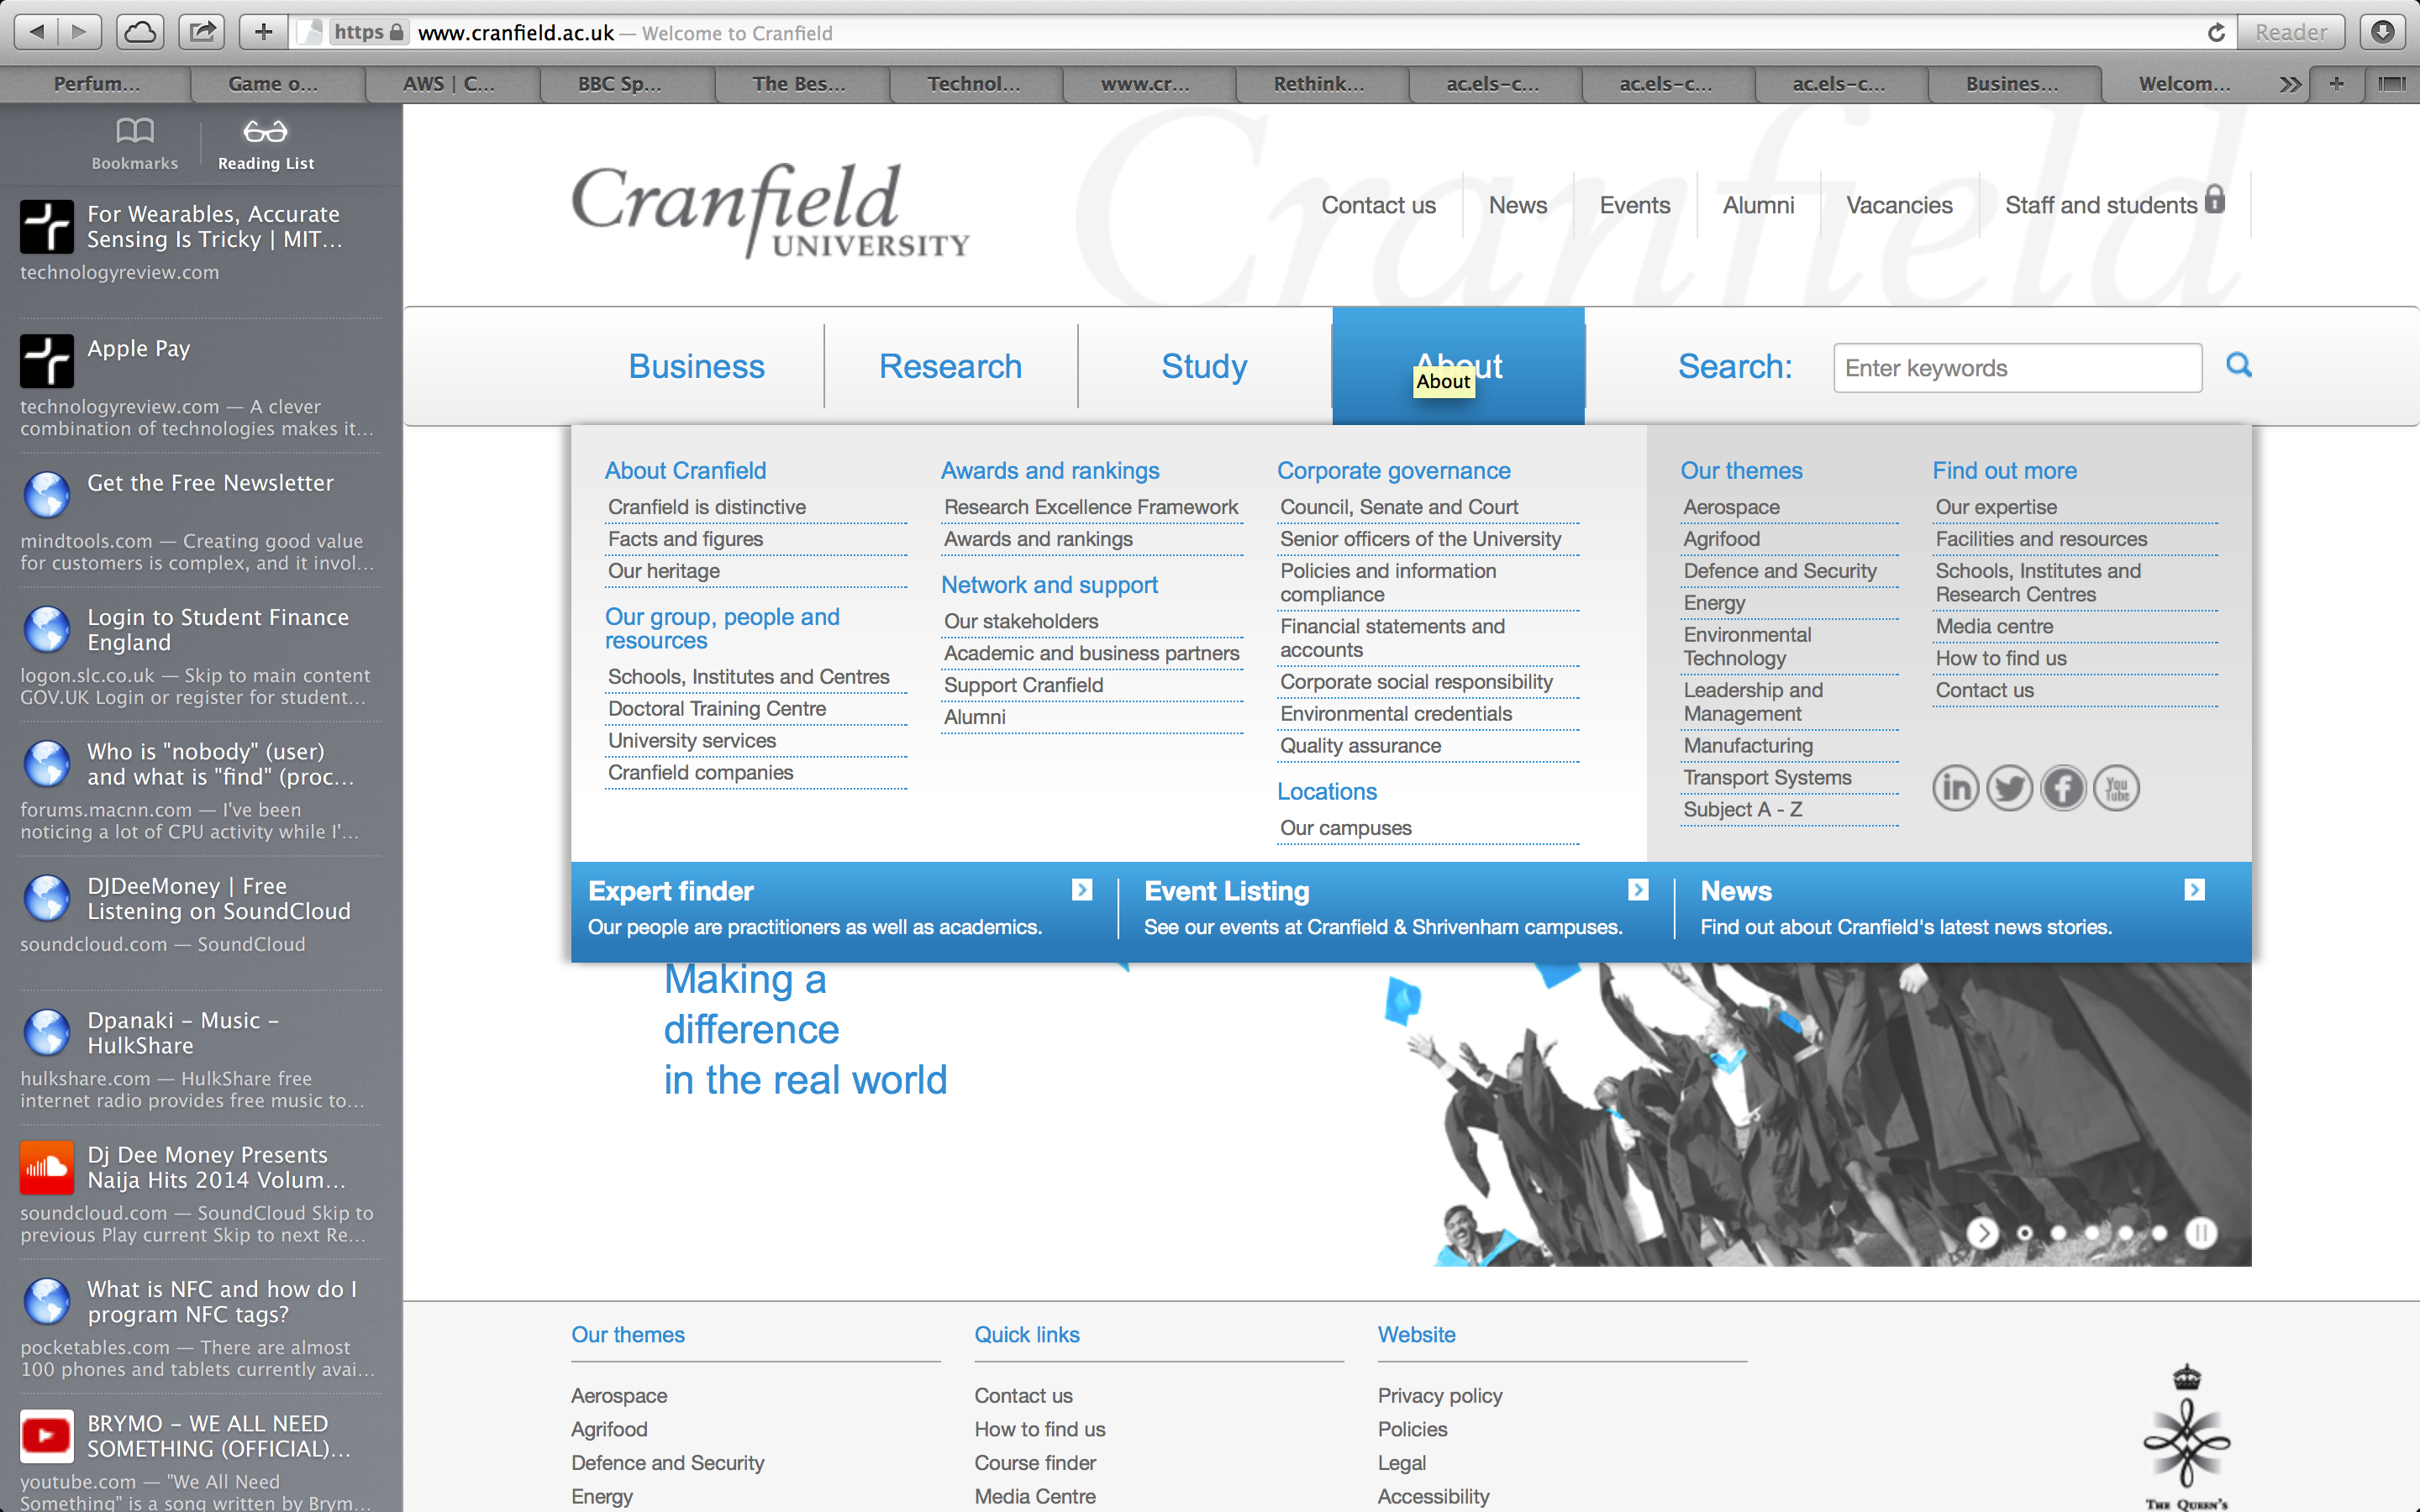 https www.cranfield.ac.uk — Welcome to Cranfield
Reader
Perfum...
Game o...
AWS | C...
BBC Sp...
The Bes...
Technol...
www.cr...
Rethink...
ac.els-c...
ac.els-c...
ac.els-c...
Busines...
Welcom...
Bookmarks
Reading List
For Wearables, Accurate
Sensing Is Tricky | MIT...
technologyreview.com
Apple Pay
technologyreview.com — A clever
combination of technologies makes it...
Get the Free Newsletter
mindtools.com — Creating good value
for customers is complex, and it invol...
Login to Student Finance
England
logon.slc.co.uk — Skip to main content
GOV.UK Login or register for student...
Who is "nobody" (user)
and what is "find" (proc...
forums.macnn.com — I've been
noticing a lot of CPU activity while I'...
DJDeeMoney | Free
Listening on SoundCloud
soundcloud.com — SoundCloud
Dpanaki – Music –
HulkShare
hulkshare.com — HulkShare free
internet radio provides free music to...
Dj Dee Money Presents
Naija Hits 2014 Volum...
soundcloud.com — SoundCloud Skip to
previous Play current Skip to next Re...
What is NFC and how do I
program NFC tags?
pocketables.com — There are almost
100 phones and tablets currently avai...
BRYMO – WE ALL NEED
SOMETHING (OFFICIAL)...
youtube.com — "We All Need
Something" is a song written by Brym...
Cranfield
UNIVERSITY
Cranfield
Contact us
News
Events
Alumni
Vacancies
Staff and students
Business
Research
Study
About
About
Search:
Enter keywords
About Cranfield
Cranfield is distinctive
Facts and figures
Our heritage
Our group, people and
resources
Schools, Institutes and Centres
Doctoral Training Centre
University services
Cranfield companies
Awards and rankings
Research Excellence Framework
Awards and rankings
Network and support
Our stakeholders
Academic and business partners
Support Cranfield
Alumni
Corporate governance
Council, Senate and Court
Senior officers of the University
Policies and information
compliance
Financial statements and
accounts
Corporate social responsibility
Environmental credentials
Quality assurance
Locations
Our campuses
Our themes
Aerospace
Agrifood
Defence and Security
Energy
Environmental
Technology
Leadership and
Management
Manufacturing
Transport Systems
Subject A - Z
Find out more
Our expertise
Facilities and resources
Schools, Institutes and
Research Centres
Media centre
How to find us
Contact us
in
f
You
Tube
Expert finder
Our people are practitioners as well as academics.
Event Listing
See our events at Cranfield & Shrivenham campuses.
News
Find out about Cranfield's latest news stories.
Making a
difference
in the real world
Our themes
Aerospace
Agrifood
Defence and Security
Energy
Quick links
Contact us
How to find us
Course finder
Media Centre
Website
Privacy policy
Policies
Legal
Accessibility
THE QUEEN'S